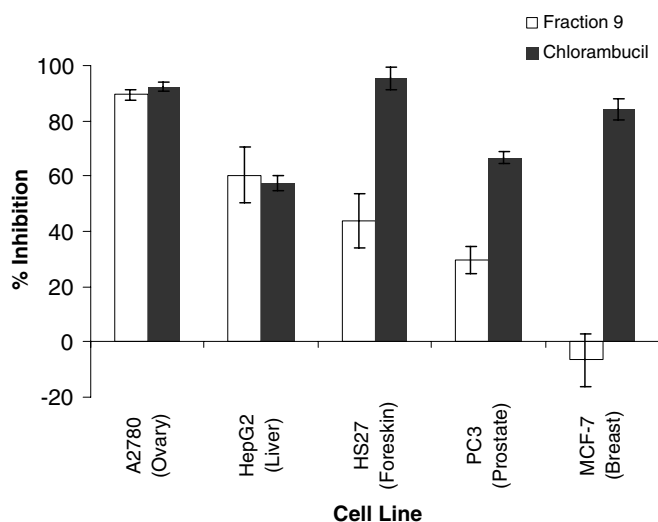 Fraction 9
Chlorambucil
100
80
60
40
20
0
-20
% Inhibition
A2780
(Ovary)
HepG2
(Liver)
HS27
(Foreskin)
PC3
(Prostate)
MCF-7
(Breast)
Cell Line